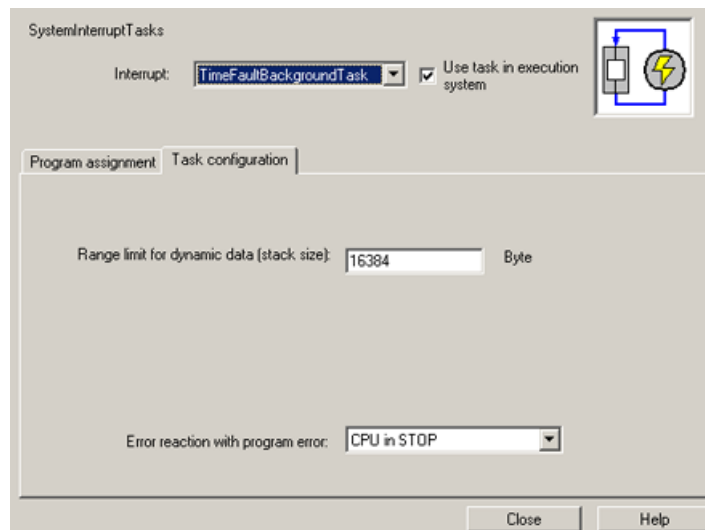 SystemInterruptTasks
Interrupt: TimeFaultBackgroundTask Use task in execution
system
Program assignment Task configuration
Range limit for dynamic data (stack size): 16384 Byte
Error reaction with program error: CPU in STOP
Close Help